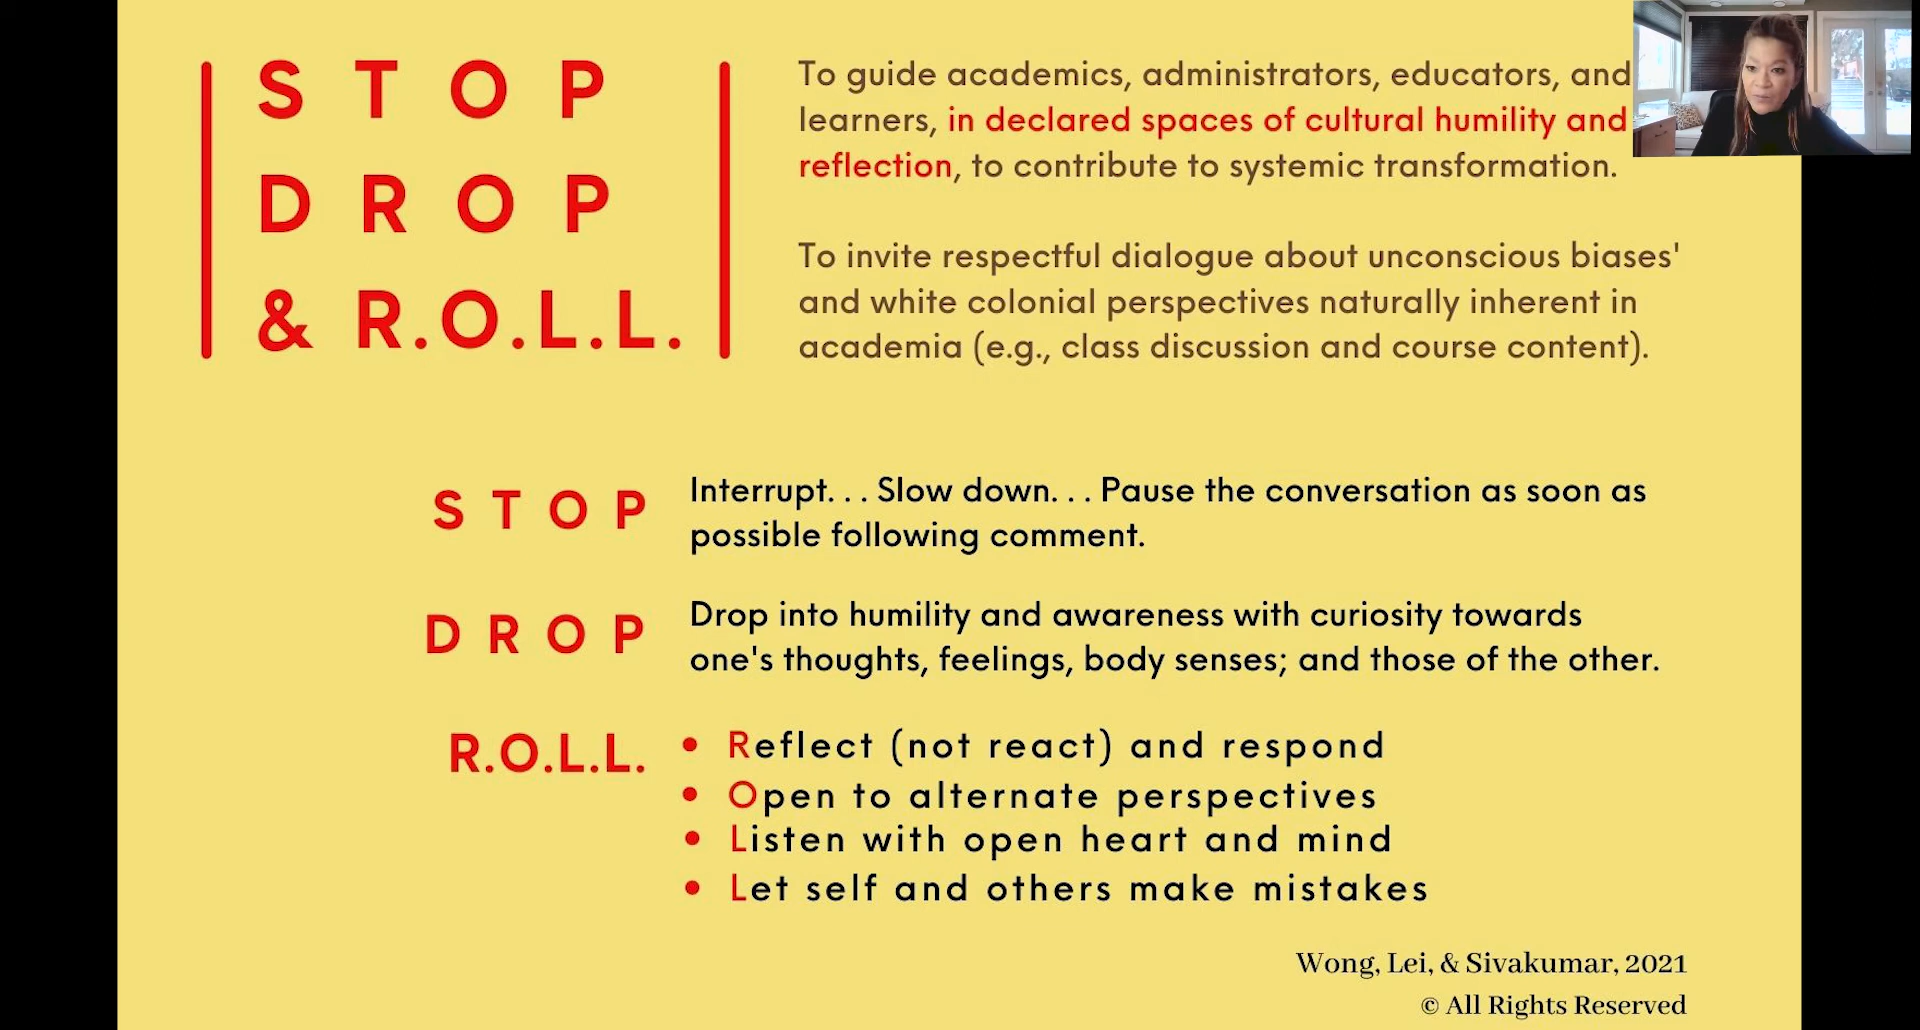 STOP
DROP
& R.O.L.L.
To guide academics, administrators, educators, and
learners, in declared spaces of cultural humility and
reflection, to contribute to systemic transformation.
To invite respectful dialogue about unconscious biases'
and white colonial perspectives naturally inherent in
academia (e.g., class discussion and course content).
STOP
Interrupt. . . Slow down. . . Pause the conversation as soon as
possible following comment.
DROP
Drop into humility and awareness with curiosity towards
one's thoughts, feelings, body senses; and those of the other.
R.O.L.L.
• Reflect (not react) and respond
• Open to alternate perspectives
• Listen with open heart and mind
• Let self and others make mistakes
Wong, Lei, & Sivakumar, 2021
© All Rights Reserved